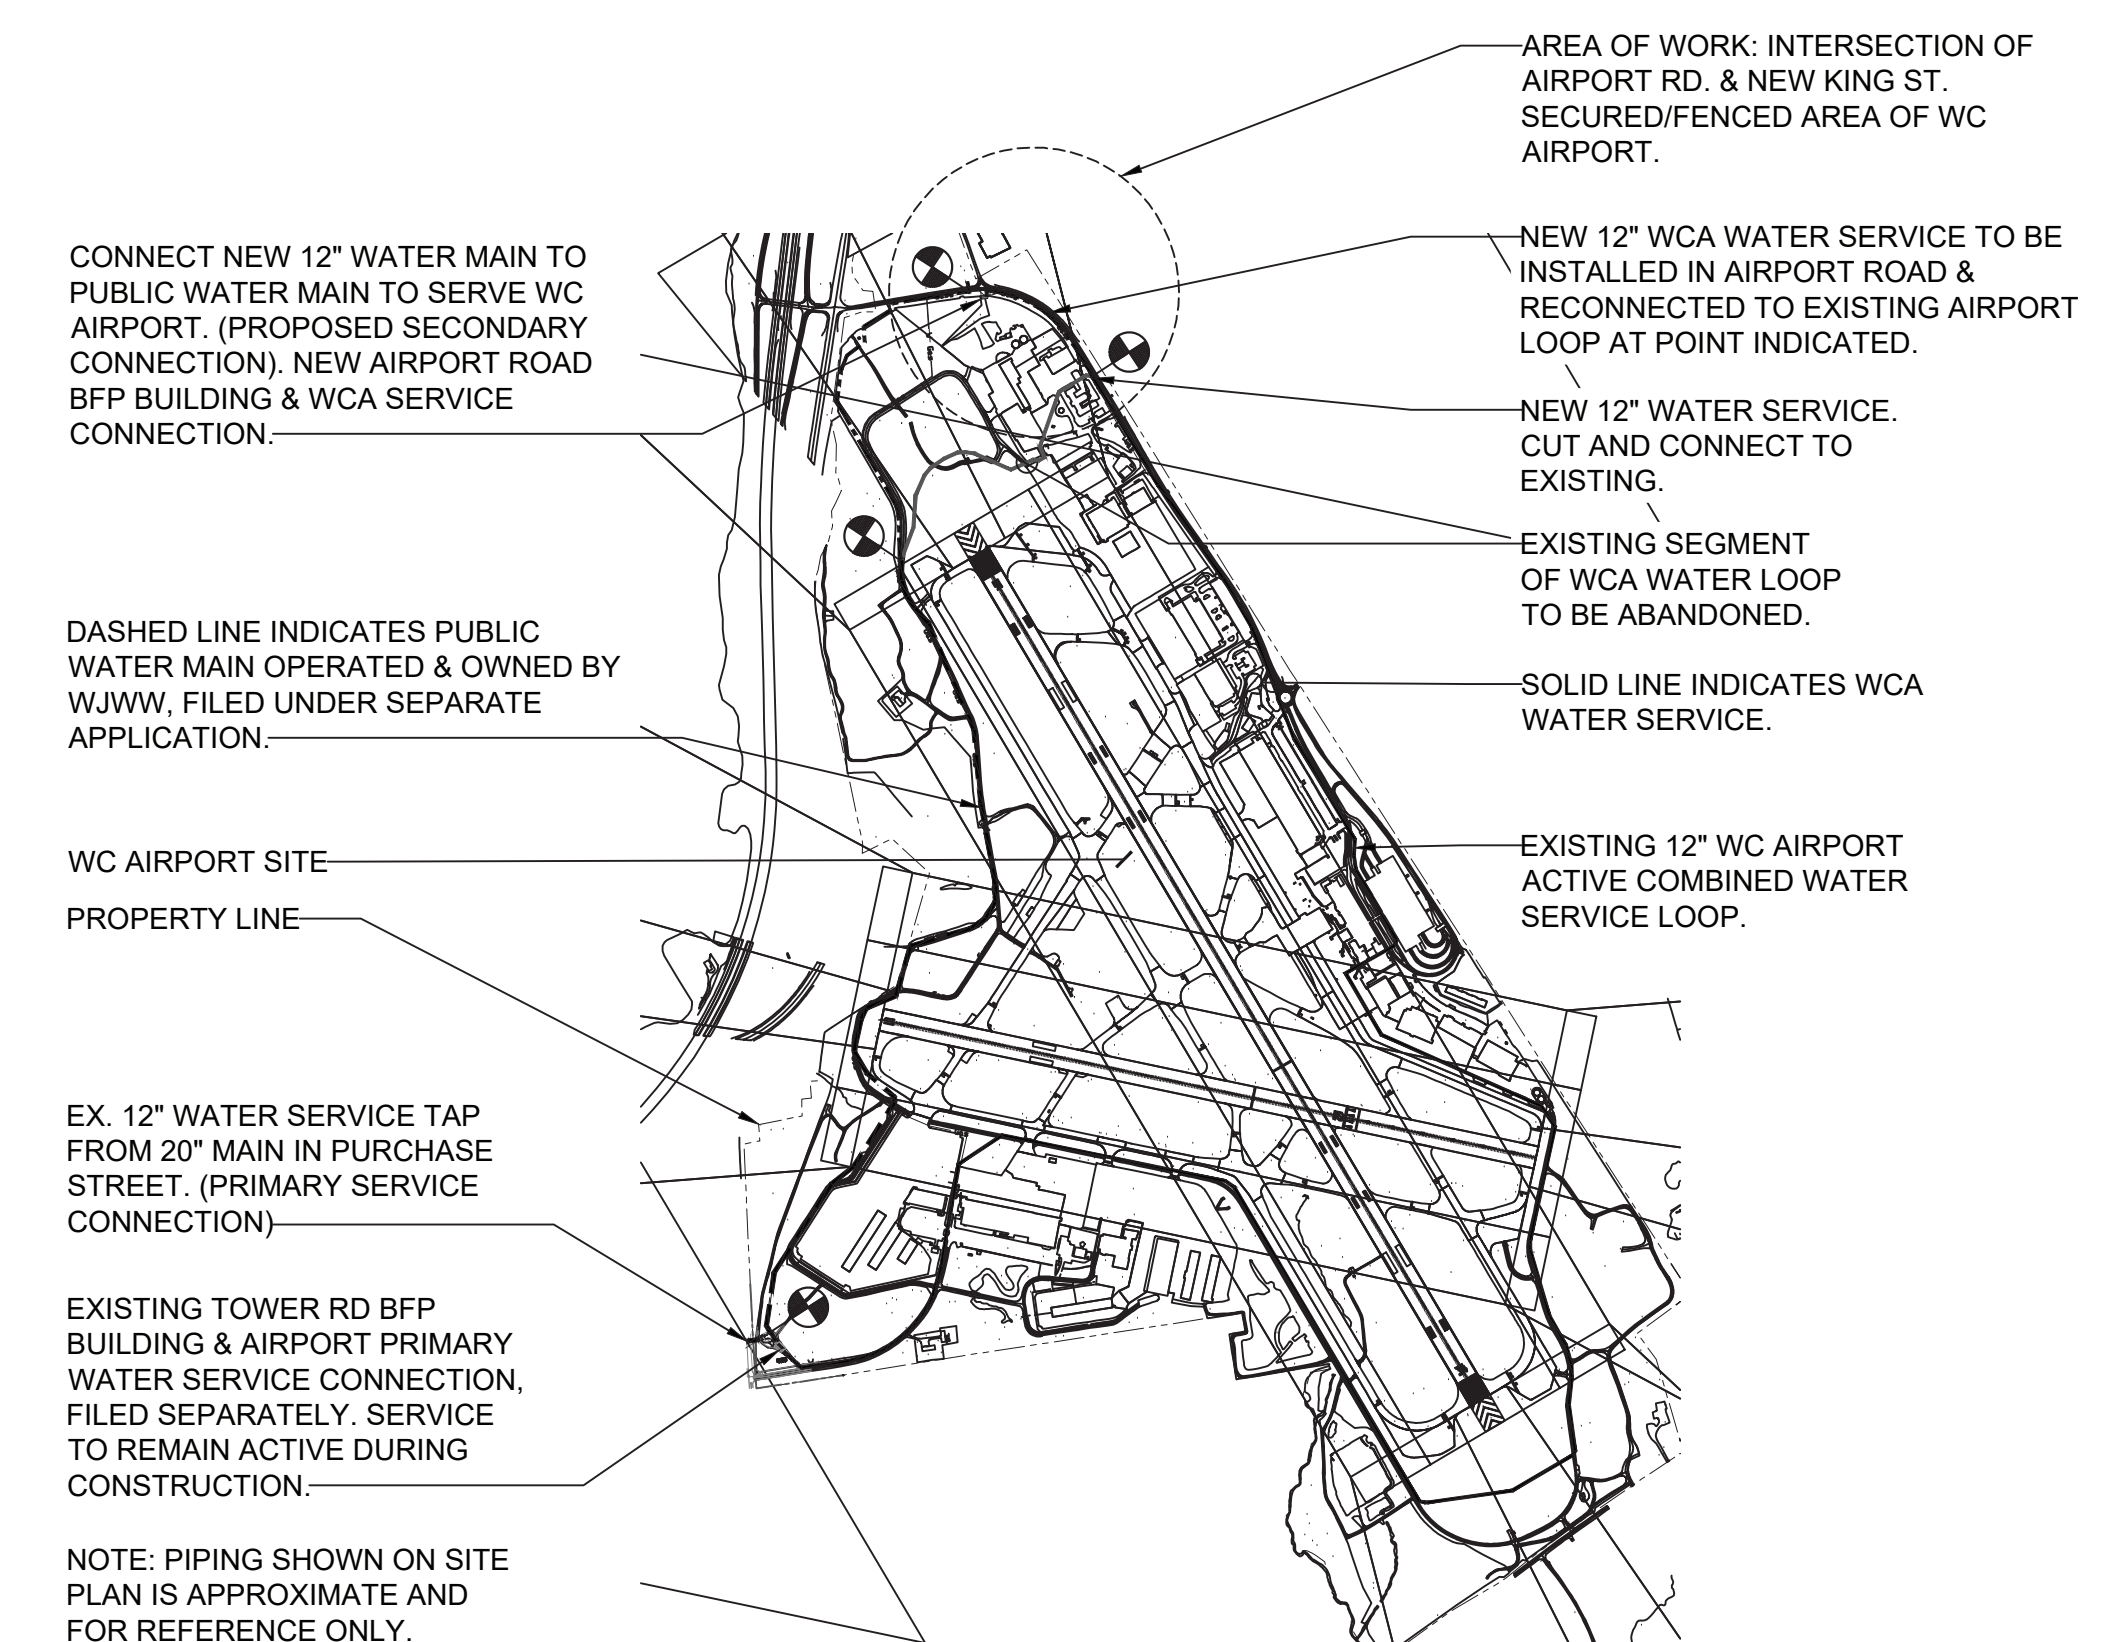 AREA OF WORK: INTERSECTION OF
AIRPORT RD. & NEW KING ST.
SECURED/FENCED AREA OF WC
AIRPORT.
CONNECT NEW 12" WATER MAIN TO
PUBLIC WATER MAIN TO SERVE WC
AIRPORT. (PROPOSED SECONDARY
CONNECTION). NEW AIRPORT ROAD
BFP BUILDING & WCA SERVICE
CONNECTION.
NEW 12" WCA WATER SERVICE TO BE
INSTALLED IN AIRPORT ROAD &
RECONNECTED TO EXISTING AIRPORT
LOOP AT POINT INDICATED.
NEW 12" WATER SERVICE.
CUT AND CONNECT TO
EXISTING.
EXISTING SEGMENT
OF WCA WATER LOOP
TO BE ABANDONED.
DASHED LINE INDICATES PUBLIC
WATER MAIN OPERATED & OWNED BY
WJWW, FILED UNDER SEPARATE
APPLICATION.
SOLID LINE INDICATES WCA
WATER SERVICE.
WC AIRPORT SITE
EXISTING 12" WC AIRPORT
ACTIVE COMBINED WATER
SERVICE LOOP.
PROPERTY LINE
EX. 12" WATER SERVICE TAP
FROM 20" MAIN IN PURCHASE
STREET. (PRIMARY SERVICE
CONNECTION)
EXISTING TOWER RD BFP
BUILDING & AIRPORT PRIMARY
WATER SERVICE CONNECTION,
FILED SEPARATELY. SERVICE
TO REMAIN ACTIVE DURING
CONSTRUCTION.
NOTE: PIPING SHOWN ON SITE
PLAN IS APPROXIMATE AND
FOR REFERENCE ONLY.